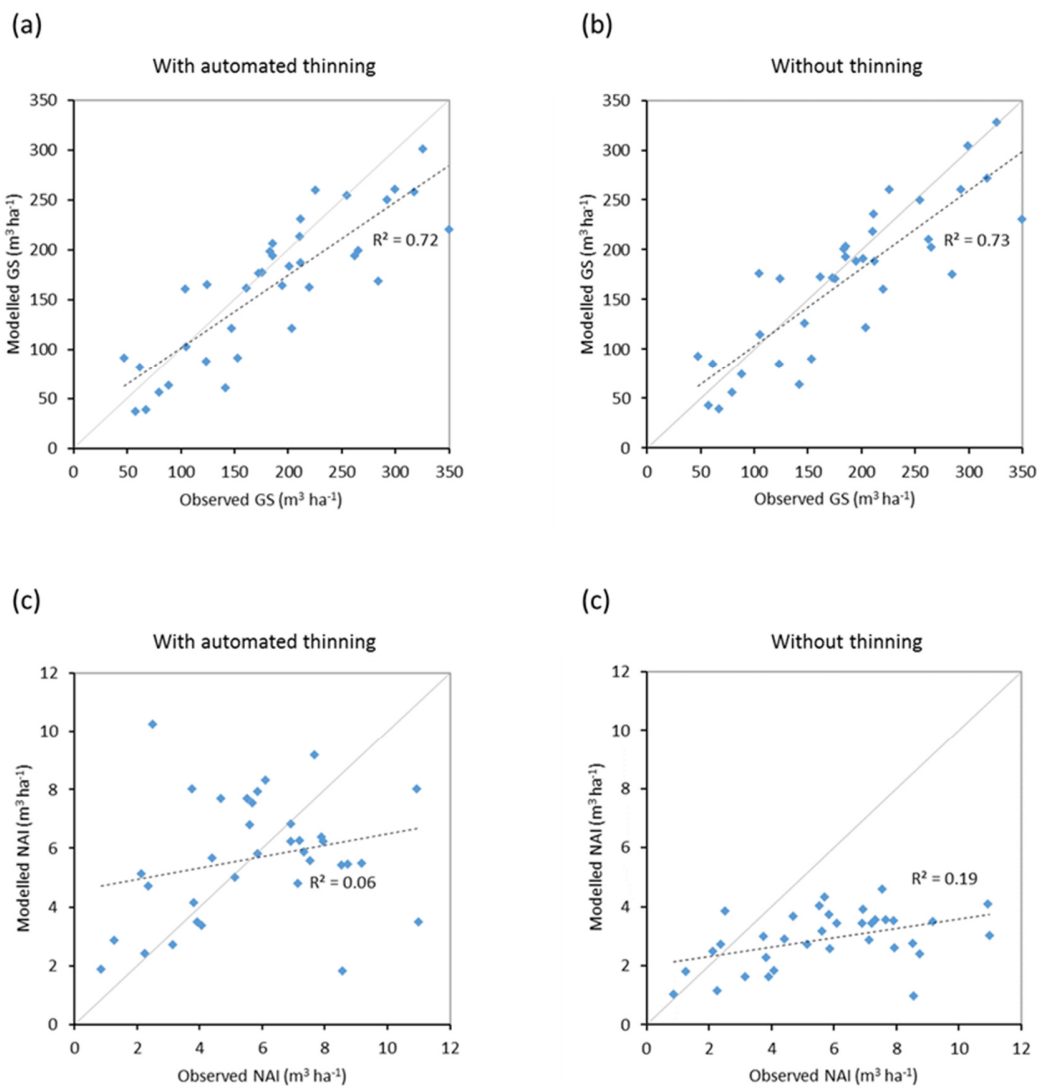 (a)
With automated thinning
350
300
250
200
150
100
50
0
Modelled GS (m³ ha⁻¹)
R² = 0.72
0 50 100 150 200 250 300 350
Observed GS (m³ ha⁻¹)
(b)
Without thinning
350
300
250
200
150
100
50
0
Modelled GS (m³ ha⁻¹)
R² = 0.73
0 50 100 150 200 250 300 350
Observed GS (m³ ha⁻¹)
(c)
With automated thinning
12
10
8
6
4
2
0
Modelled NAI (m³ ha⁻¹)
R² = 0.06
0 2 4 6 8 10 12
Observed NAI (m³ ha⁻¹)
(c)
Without thinning
12
10
8
6
4
2
0
Modelled NAI (m³ ha⁻¹)
R² = 0.19
0 2 4 6 8 10 12
Observed NAI (m³ ha⁻¹)